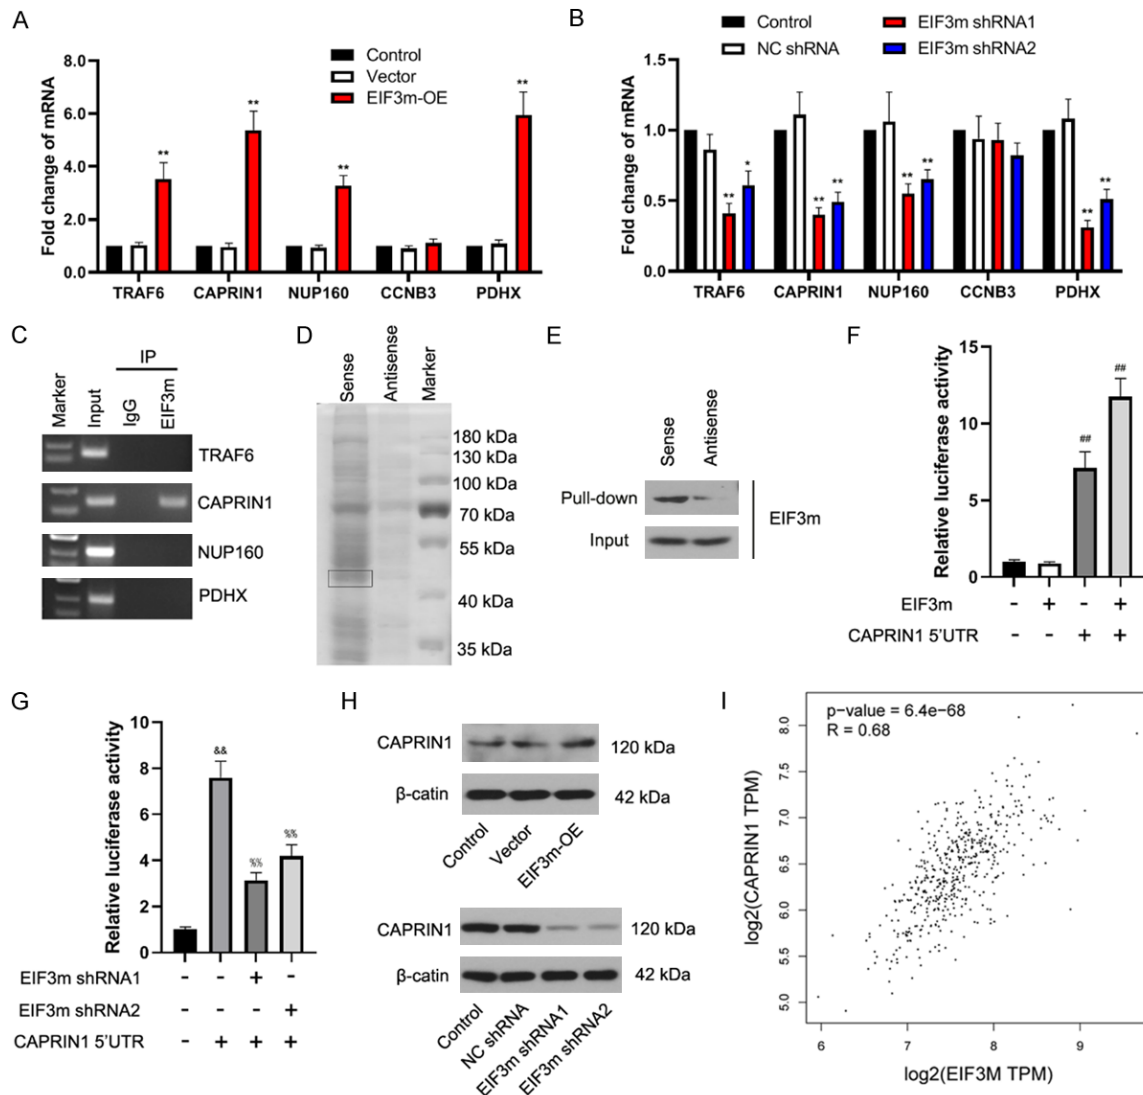 A
Control
Vector
EIF3m-OE
Fold change of mRNA
8.0
6.0
4.0
2.0
0.0
**
**
**
**
TRAF6 CAPRIN1 NUP160 CCNB3 PDHX
B
Control
NC shRNA
EIF3m shRNA1
EIF3m shRNA2
Fold change of mRNA
1.5
1.0
0.5
0.0
** *
** **
** **
** **
TRAF6 CAPRIN1 NUP160 CCNB3 PDHX
C
IP
Marker Input IgG EIF3m
TRAF6
CAPRIN1
NUP160
PDHX
D
Sense Antisense Marker
180 kDa
130 kDa
100 kDa
70 kDa
55 kDa
40 kDa
35 kDa
E
Sense Antisense
Pull-down
Input
EIF3m
F
Relative luciferase activity
15
10
5
0
##
##
EIF3m - + - +
CAPRIN1 5'UTR - - + +
G
Relative luciferase activity
10
8
6
4
2
0
&&
%%
%%
EIF3m shRNA1 - - + -
EIF3m shRNA2 - - - +
CAPRIN1 5'UTR - + + +
H
CAPRIN1 120 kDa
β-catin 42 kDa
Control Vector EIF3m-OE
CAPRIN1 120 kDa
β-catin 42 kDa
Control NC shRNA EIF3m shRNA1 EIF3m shRNA2
I
p-value = 6.4e−68
R = 0.68
log2(CAPRIN1 TPM)
8.0
7.5
7.0
6.5
6.0
5.5
5.0
6 7 8 9
log2(EIF3M TPM)